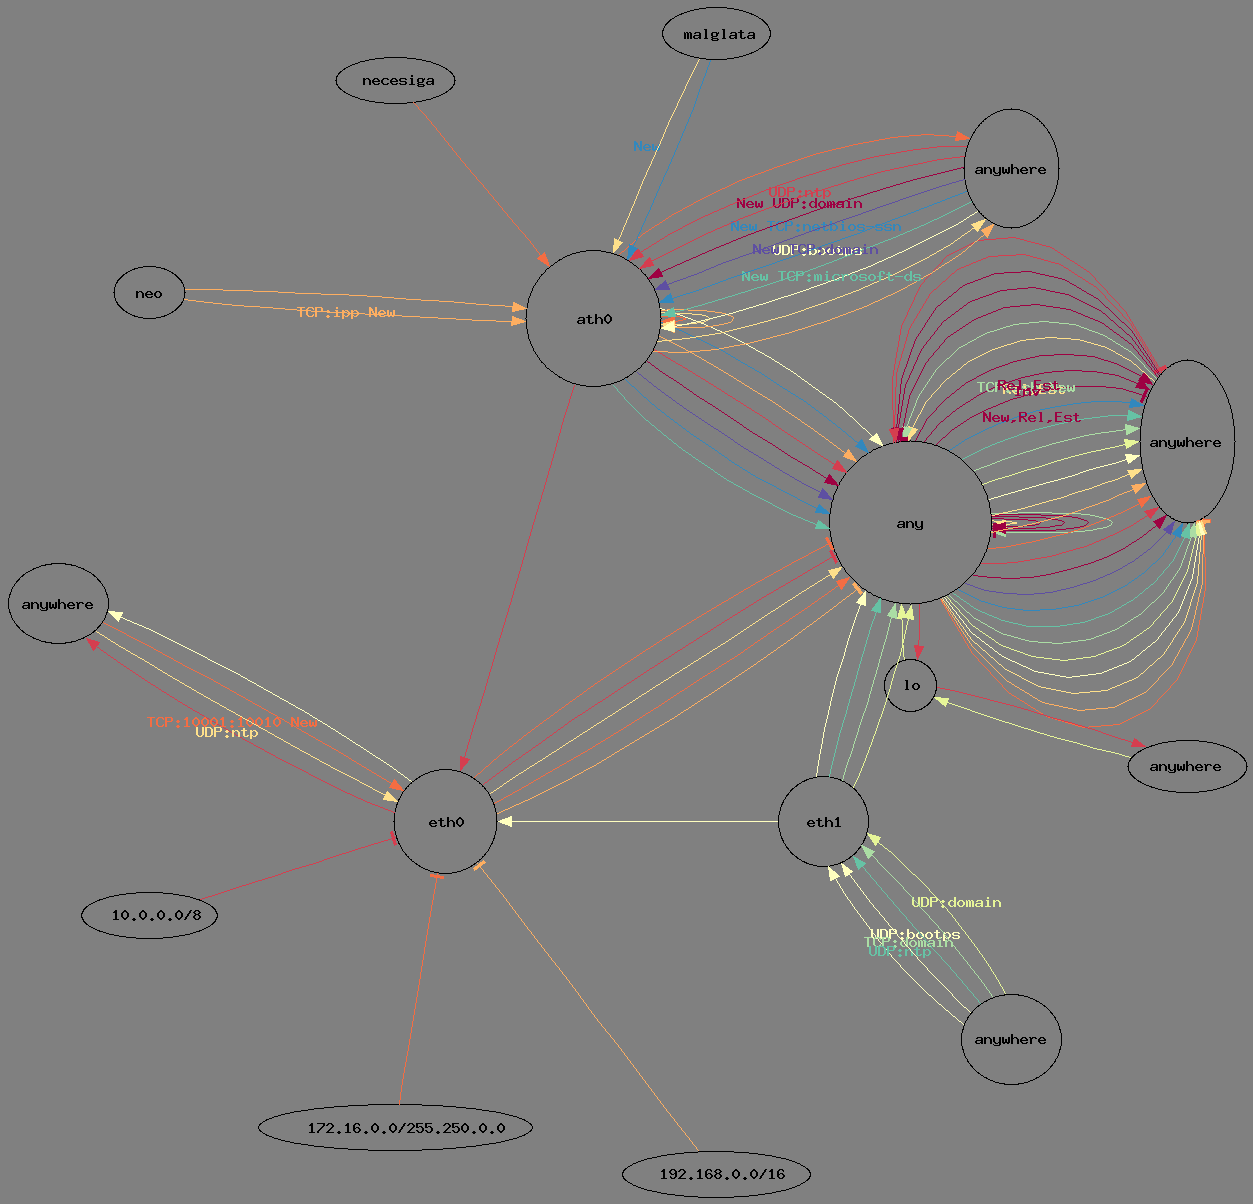 malglata
necesiga
New
anywhere
UDP:ntp
New UDP:domain
New TCP:netbios-ssn
New TCP:domain
UDP:bootps
New TCP:microsoft-ds
neo
TCP:ipp New
ath0
Rel,Est
New,Rel,Est
anywhere
any
anywhere
lo
TCP:10001:10010 New
UDP:ntp
anywhere
eth0
eth1
UDP:domain
10.0.0.0/8
UDP:bootps
TCP:domain
UDP:ntp
anywhere
172.16.0.0/255.250.0.0
192.168.0.0/16